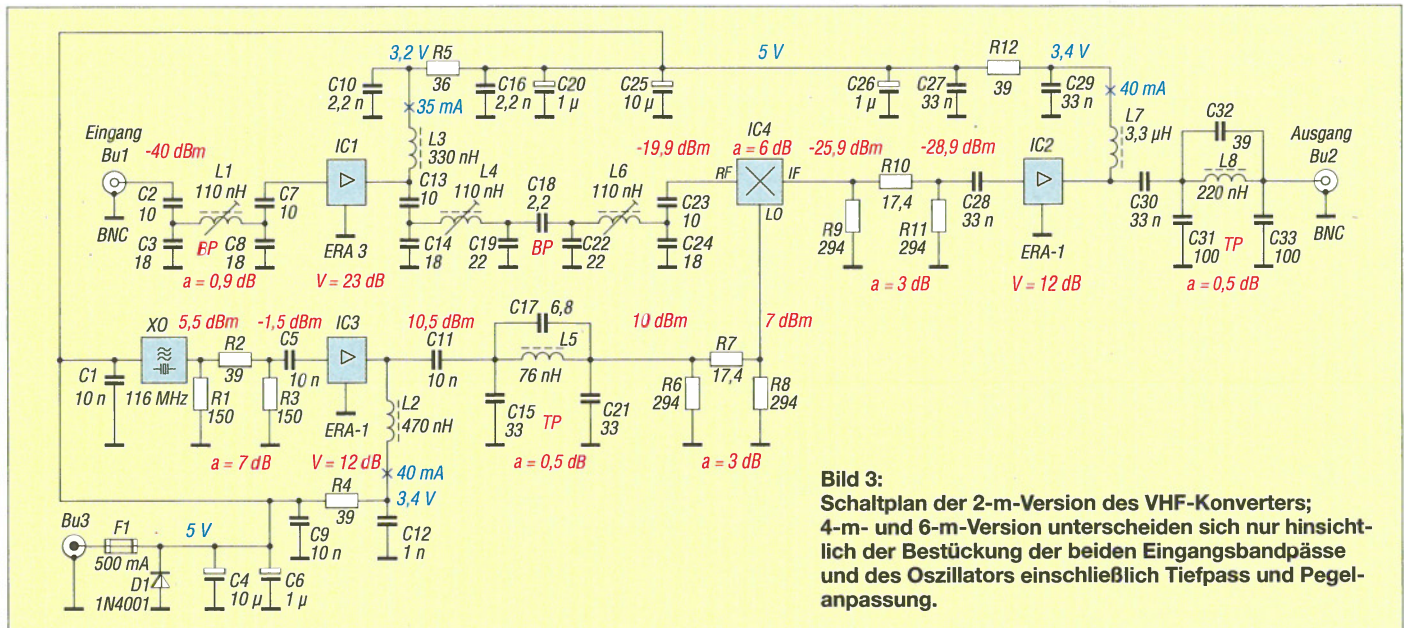 3,2 V
R5
36
5 V
R12
39
3,4 V
C10
2,2 n
C16
2,2 n
C20
1 µ
C25
10 µ
C26
1 µ
C27
33 n
C29
33 n
35 mA
40 mA
L7
3,3 µH
C32
39
Eingang
Bu1
-40 dBm
IC1
L3
330 nH
-19,9 dBm
IC4
a = 6 dB
-25,9 dBm
-28,9 dBm
IC2
Ausgang
Bu2
L1
110 nH
C2
10
C7
10
C13
10
L4
110 nH
C18
2,2
L6
110 nH
C23
10
RF
IF
LO
R10
17,4
C28
33 n
C30
33 n
L8
220 nH
BNC
C3
18
BP
C8
18
ERA 3
C14
18
C19
22
BP
C22
22
C24
18
R9
294
R11
294
ERA-1
C31
100
TP
C33
100
BNC
a = 0,9 dB
V = 23 dB
a = 3 dB
V = 12 dB
a = 0,5 dB
XO
5,5 dBm
-1,5 dBm
IC3
10,5 dBm
C17
6,8
10 dBm
7 dBm
C1
10 n
116 MHz
R2
39
C5
10 n
C11
10 n
L5
76 nH
R7
17,4
R1
150
R3
150
ERA-1
L2
470 nH
C15
33
TP
C21
33
R6
294
R8
294
a = 7 dB
V = 12 dB
a = 0,5 dB
a = 3 dB
40 mA
3,4 V
R4
39
Bu3
F1
500 mA
5 V
C9
10 n
C12
1 n
D1
1N4001
C4
10 µ
C6
1 µ
Bild 3:
Schaltplan der 2-m-Version des VHF-Konverters;
4-m- und 6-m-Version unterscheiden sich nur hinsicht-
lich der Bestückung der beiden Eingangsbandpässe
und des Oszillators einschließlich Tiefpass und Pegel-
anpassung.